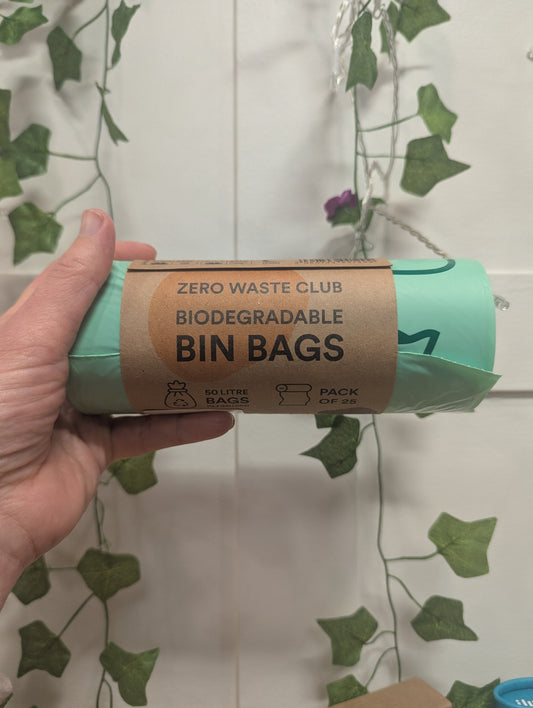 ZERO WASTE CLUB
BIODEGRADABLE
BIN BAGS
50 LITRE
BAGS
PACK
OF 25